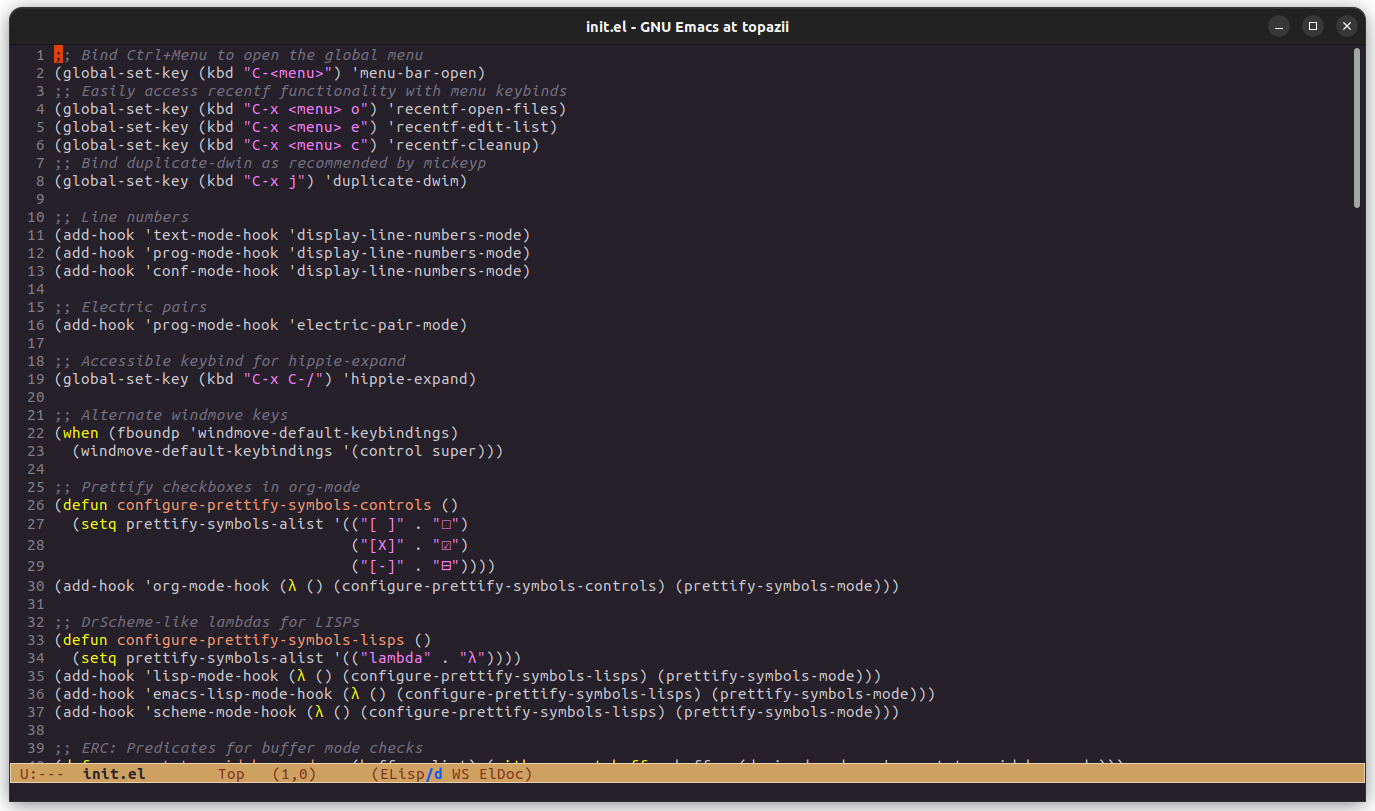 init.el - GNU Emacs at topazii
1 ;; Bind Ctrl+Menu to open the global menu
2 (global-set-key (kbd "C-<menu>") 'menu-bar-open)
3 ;; Easily access recentf functionality with menu keybinds
4 (global-set-key (kbd "C-x <menu> o") 'recentf-open-files)
5 (global-set-key (kbd "C-x <menu> e") 'recentf-edit-list)
6 (global-set-key (kbd "C-x <menu> c") 'recentf-cleanup)
7 ;; Bind duplicate-dwin as recommended by mickeyp
8 (global-set-key (kbd "C-x j") 'duplicate-dwim)
9
10 ;; Line numbers
11 (add-hook 'text-mode-hook 'display-line-numbers-mode)
12 (add-hook 'prog-mode-hook 'display-line-numbers-mode)
13 (add-hook 'conf-mode-hook 'display-line-numbers-mode)
14
15 ;; Electric pairs
16 (add-hook 'prog-mode-hook 'electric-pair-mode)
17
18 ;; Accessible keybind for hippie-expand
19 (global-set-key (kbd "C-x C-/") 'hippie-expand)
20
21 ;; Alternate windmove keys
22 (when (fboundp 'windmove-default-keybindings)
23   (windmove-default-keybindings '(control super)))
24
25 ;; Prettify checkboxes in org-mode
26 (defun configure-prettify-symbols-controls ()
27   (setq prettify-symbols-alist '(("[ ]" . "□")
28                                  ("[X]" . "☑")
29                                  ("[-]" . "⊟"))))
30 (add-hook 'org-mode-hook (λ () (configure-prettify-symbols-controls) (prettify-symbols-mode)))
31
32 ;; DrScheme-like lambdas for LISPs
33 (defun configure-prettify-symbols-lisps ()
34   (setq prettify-symbols-alist '(("lambda" . "λ"))))
35 (add-hook 'lisp-mode-hook (λ () (configure-prettify-symbols-lisps) (prettify-symbols-mode)))
36 (add-hook 'emacs-lisp-mode-hook (λ () (configure-prettify-symbols-lisps) (prettify-symbols-mode)))
37 (add-hook 'scheme-mode-hook (λ () (configure-prettify-symbols-lisps) (prettify-symbols-mode)))
38
39 ;; ERC: Predicates for buffer mode checks
U:--- init.el Top (1,0) (ELisp/d WS ElDoc)